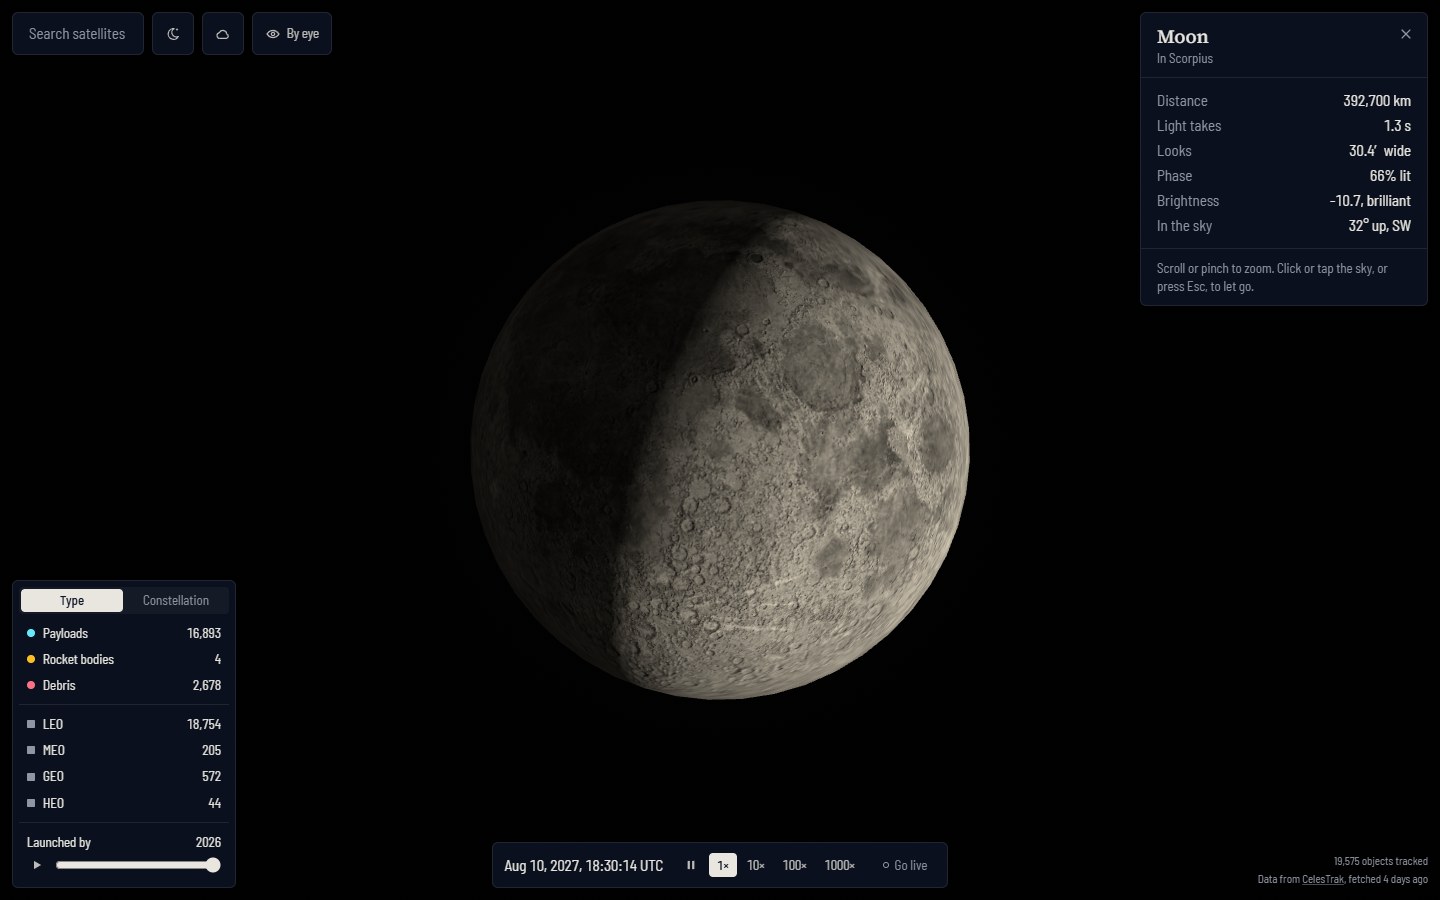 Search satellites
By eye
Moon
In Scorpius
Distance 392,700 km
Light takes 1.3 s
Looks 30.4′ wide
Phase 66% lit
Brightness -10.7, brilliant
In the sky 32° up, SW
Scroll or pinch to zoom. Click or tap the sky, or
press Esc, to let go.
Type Constellation
Payloads 16,893
Rocket bodies 4
Debris 2,678
LEO 18,754
MEO 205
GEO 572
HEO 44
Launched by 2026
Aug 10, 2027, 18:30:14 UTC 1× 10× 100× 1000× Go live
19,575 objects tracked
Data from CelesTrak, fetched 4 days ago